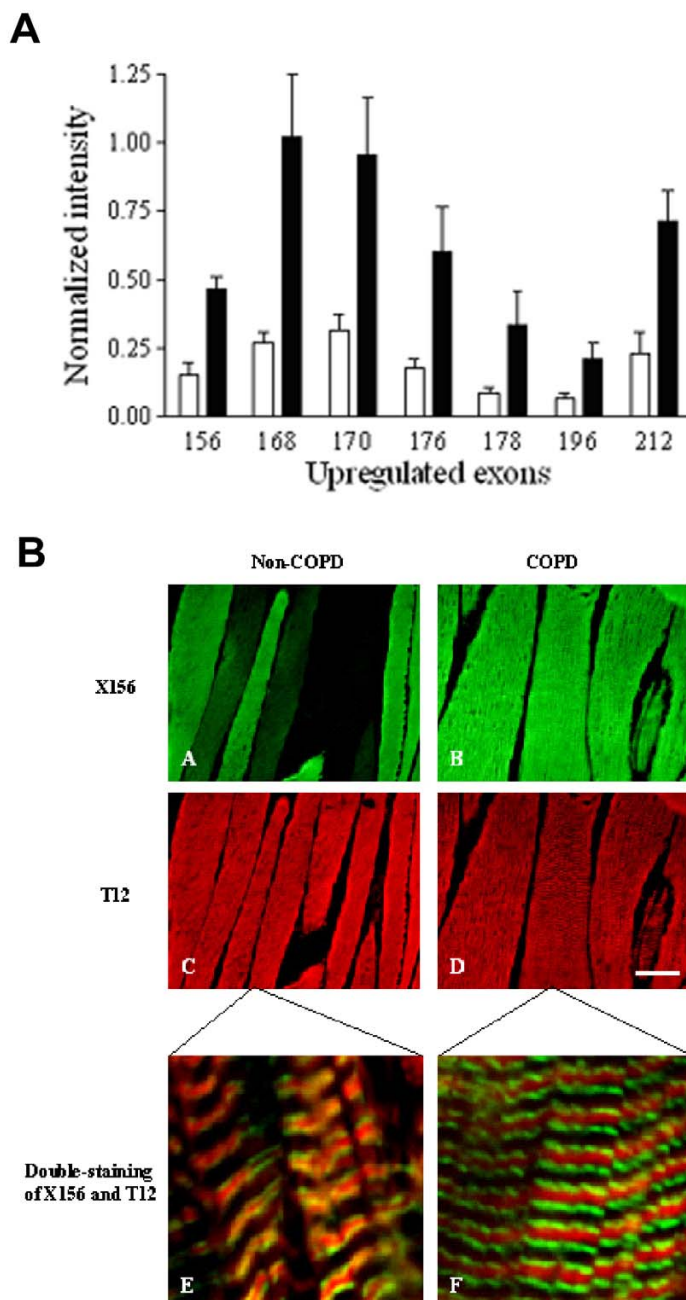 A
Normalized intensity
1.25
1.00
0.75
0.50
0.25
0.00
156 168 170 176 178 196 212
Upregulated exons
B
Non-COPD COPD
X156
A B
T12
C D
Double-staining
of X156 and T12
E F